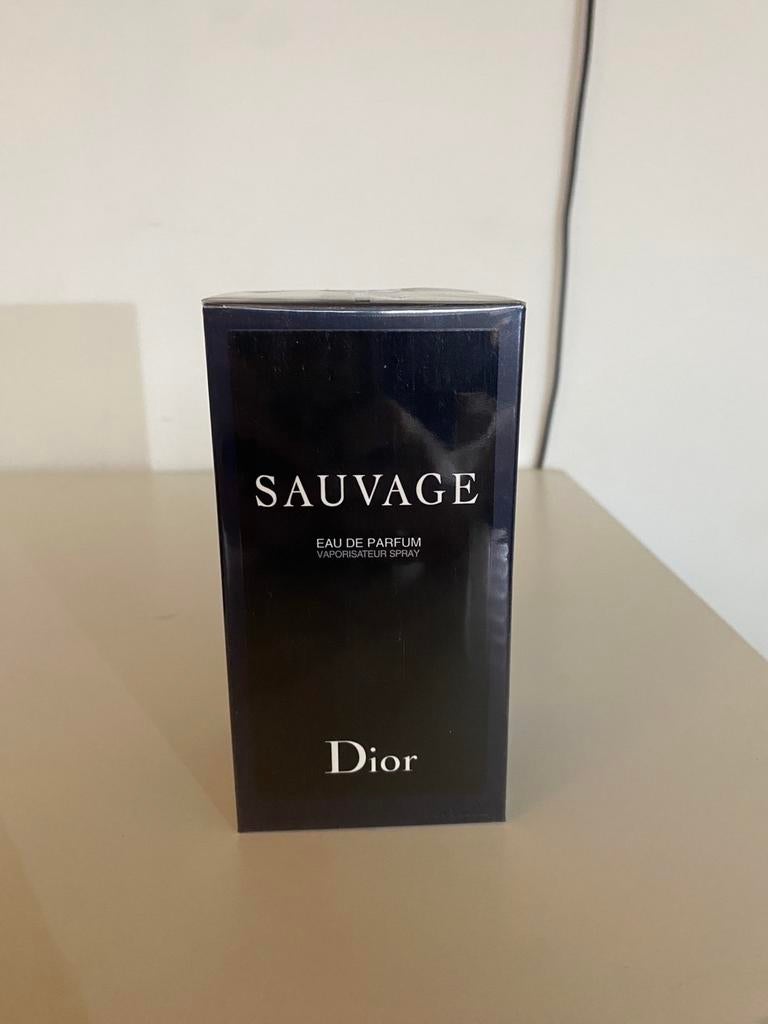 SAUVAGE
EAU DE PARFUM
VAPORISATEUR SPRAY
Dior